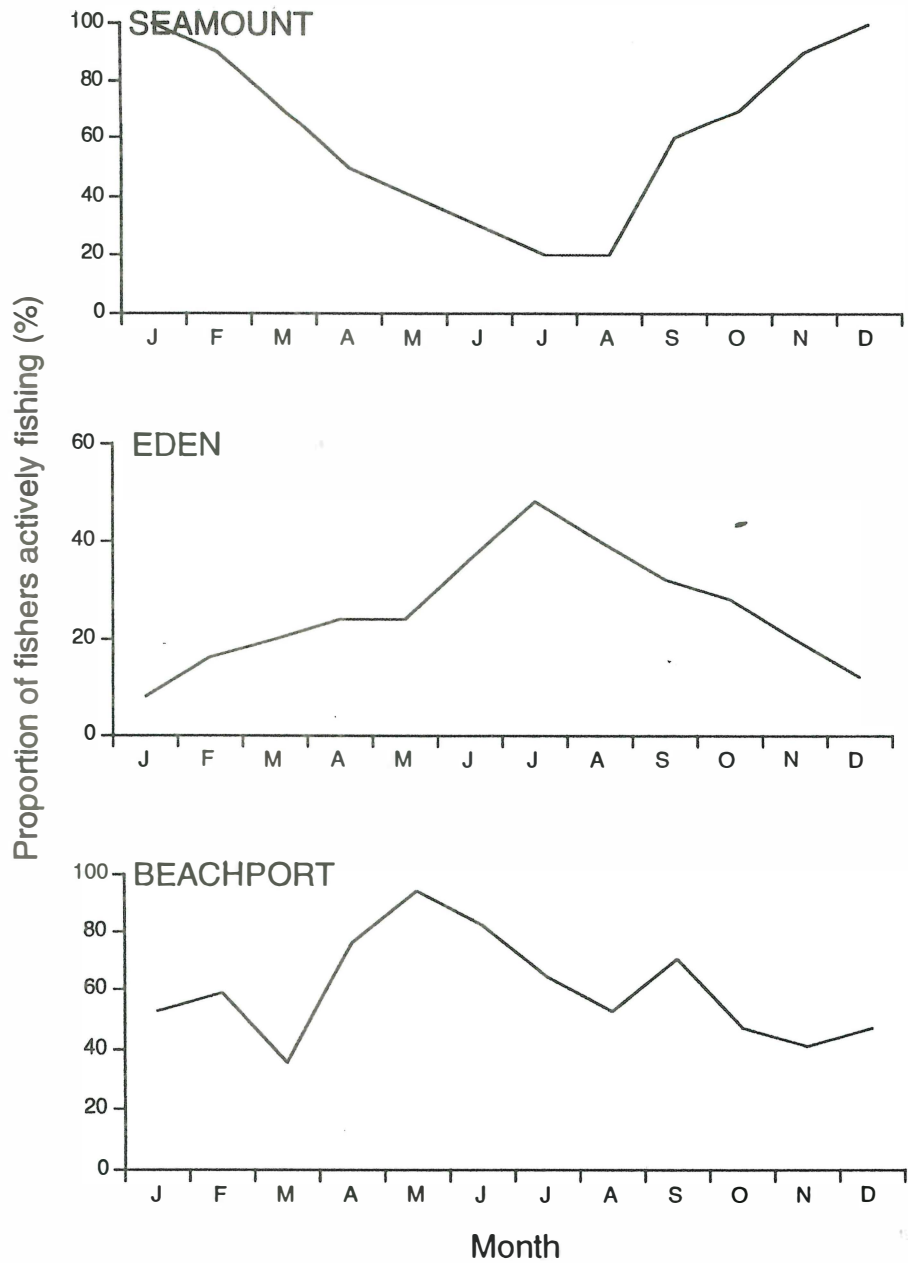 SEAMOUNT
100
80
60
40
20
0
J F M A M J J A S O N D
Proportion of fishers actively fishing (%)
EDEN
60
40
20
0
J F M A M J J A S O N D
BEACHPORT
100
80
60
40
20
0
J F M A M J J A S O N D
Month